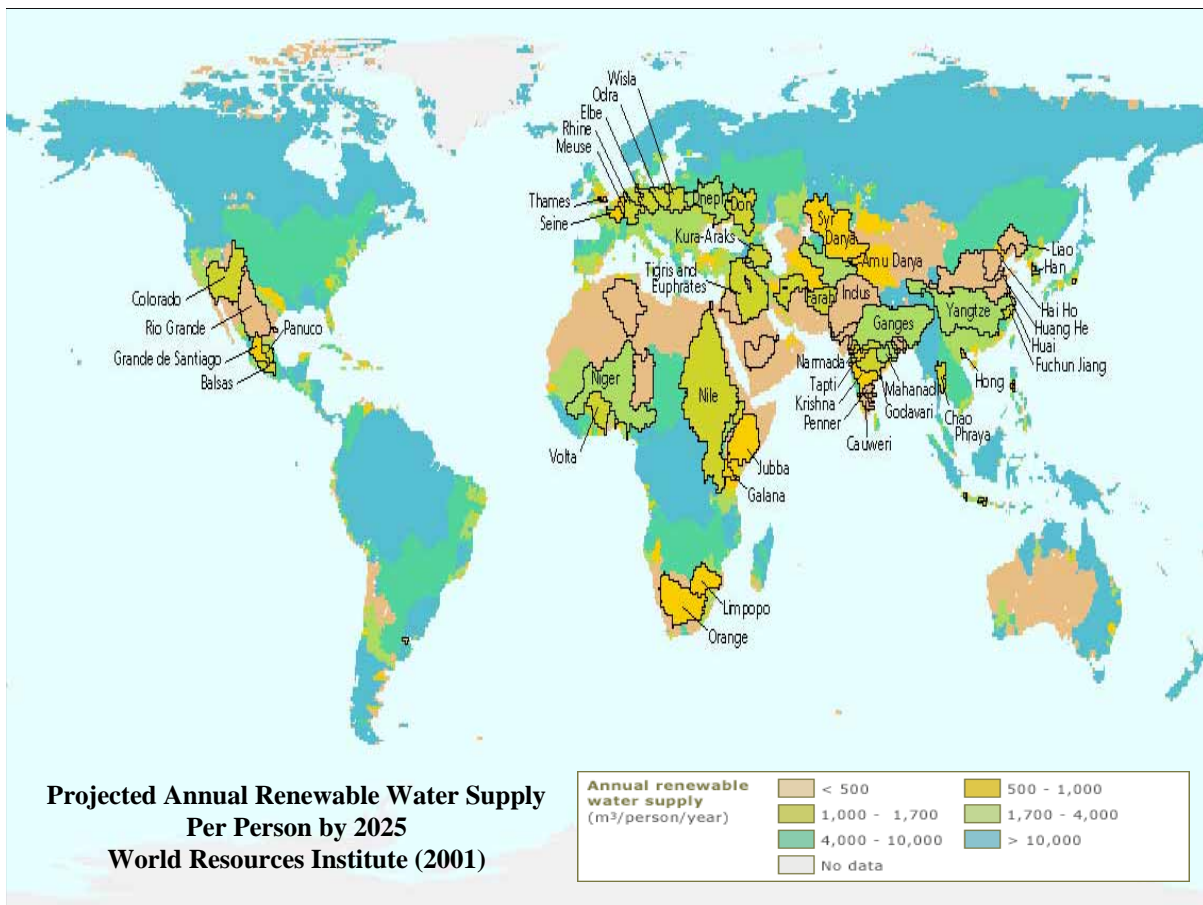 Wisla
Odra
Elbe
Rhine
Meuse
Thames
Seine
Dneph
Don
Kura-Araks
Syr
Darya
Amu Darya
Tigris and
Euphrates
Farah
Indus
Ganges
Yangtze
Liao
Han
Hai Ho
Huang He
Huai
Fuchun Jiang
Hong
Colorado
Rio Grande
Panuco
Grande de Santiago
Balsas
Niger
Nile
Volta
Jubba
Galana
Narmada
Tapti
Krishna
Penner
Cauweri
Mahanadi
Godavari
Chao
Phraya
Limpopo
Orange
Projected Annual Renewable Water Supply
Per Person by 2025
World Resources Institute (2001)
Annual renewable
water supply
(m³/person/year)
< 500
500 - 1,000
1,000 - 1,700
1,700 - 4,000
4,000 - 10,000
> 10,000
No data